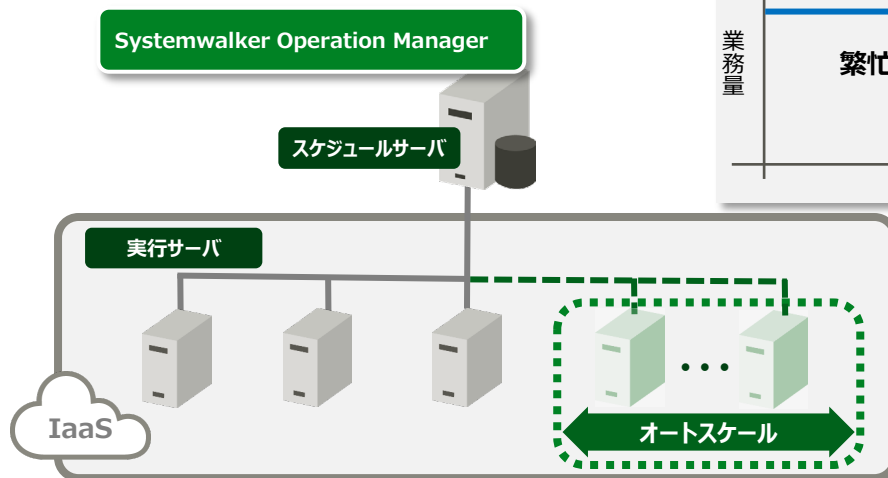 Systemwalker Operation Manager
業務量
繁忙
スケジュールサーバ
実行サーバ
・・・
IaaS
オートスケール